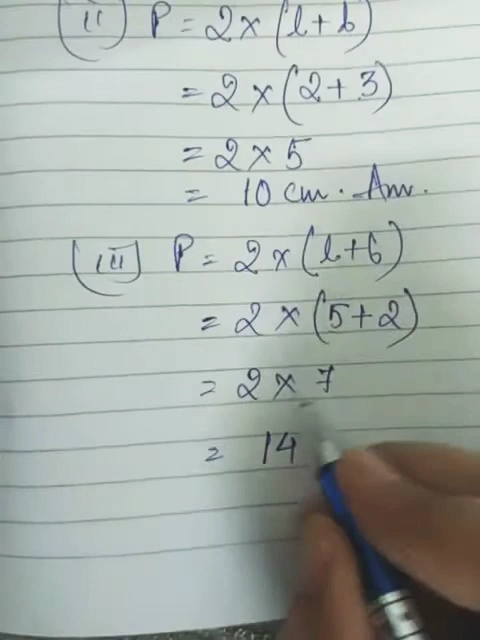 (ii) P = 2 × (l + b)
= 2 × (2 + 3)
= 2 × 5
= 10 cm. Ans.
(iii) P = 2 × (l + b)
= 2 × (5 + 2)
= 2 × 7
= 14